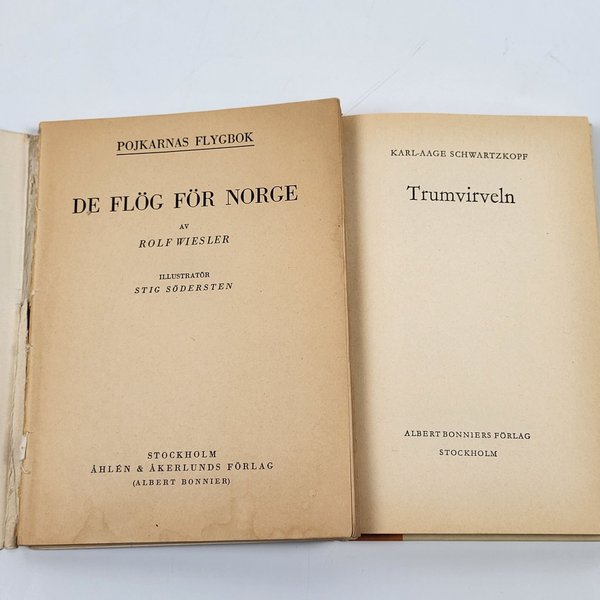 POJKARNAS FLYGBOK
DE FLÖG FÖR NORGE
AV
ROLF WIESLER
ILLUSTRATÖR
STIG SÖDERSTEN
STOCKHOLM
ÅHLÉN & ÅKERLUNDS FÖRLAG
(ALBERT BONNIER)
KARL-AAGE SCHWARTZKOPF
Trumvirveln
ALBERT BONNIERS FÖRLAG
STOCKHOLM